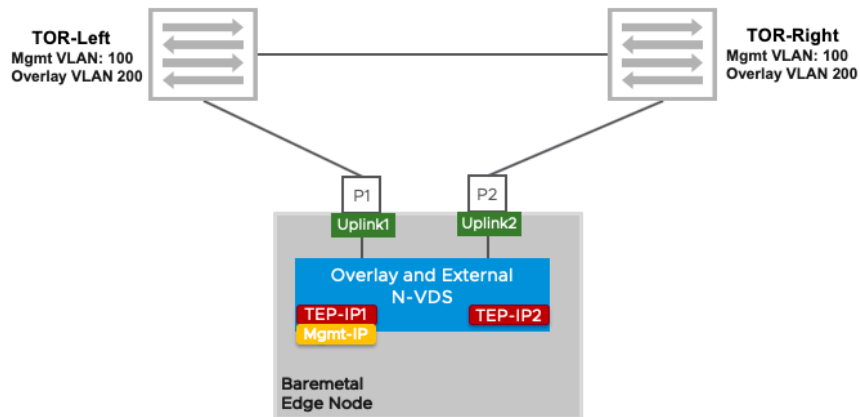 TOR-Left
Mgmt VLAN: 100
Overlay VLAN 200
TOR-Right
Mgmt VLAN: 100
Overlay VLAN 200
P1
P2
Uplink1
Uplink2
Overlay and External
N-VDS
TEP-IP1
TEP-IP2
Mgmt-IP
Baremetal
Edge Node